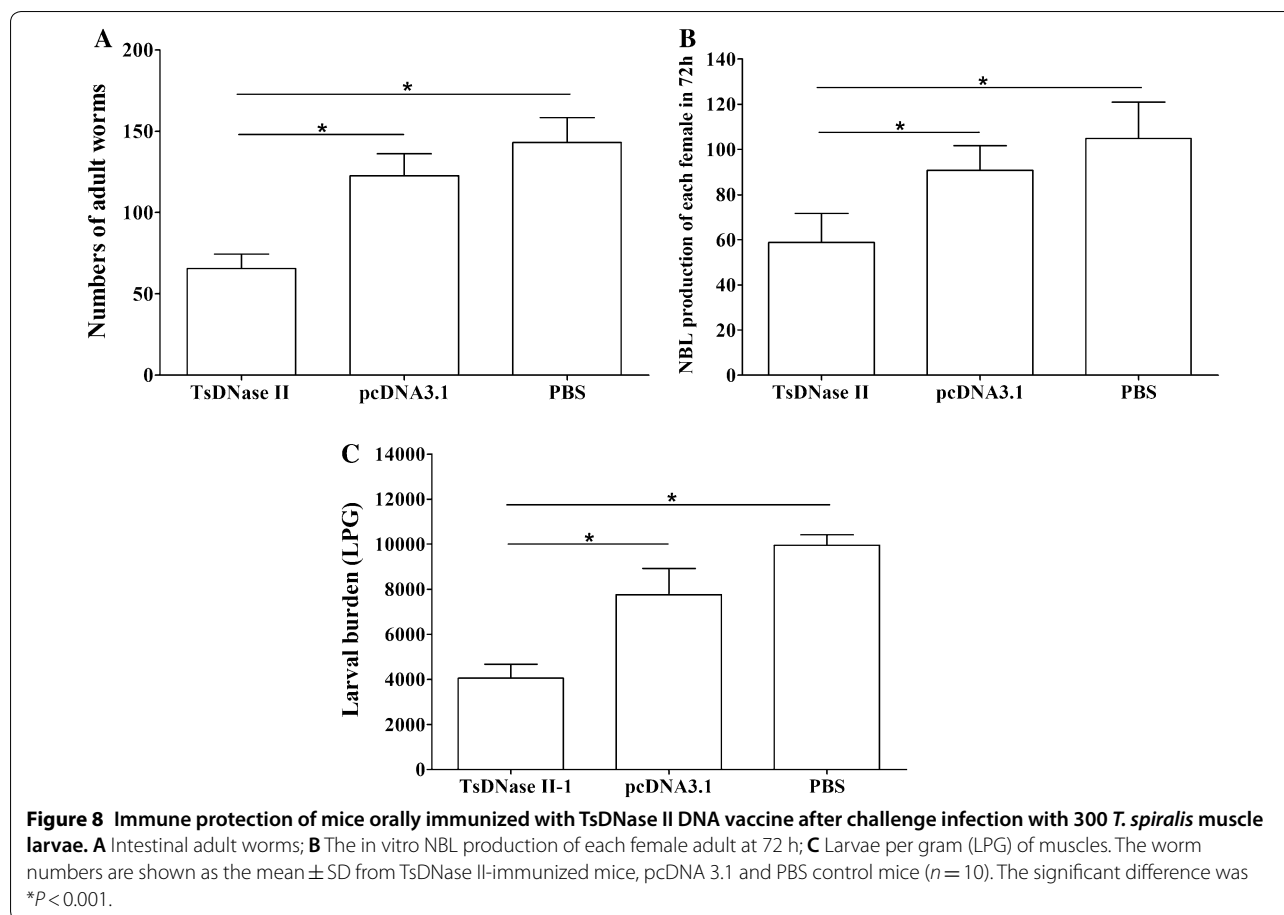 A
200
150
100
50
0
Numbers of adult worms
*
*
TsDNase II pcDNA3.1 PBS
B
140
120
100
80
60
40
20
0
NBL production of each female in 72h
*
*
TsDNase II pcDNA3.1 PBS
C
14000
12000
10000
8000
6000
4000
2000
0
Larval burden (LPG)
*
*
TsDNase II-1 pcDNA3.1 PBS
Figure 8 Immune protection of mice orally immunized with TsDNase II DNA vaccine after challenge infection with 300 T. spiralis muscle
larvae. A Intestinal adult worms; B The in vitro NBL production of each female adult at 72 h; C Larvae per gram (LPG) of muscles. The worm
numbers are shown as the mean ± SD from TsDNase II-immunized mice, pcDNA 3.1 and PBS control mice (n = 10). The significant difference was
*P < 0.001.